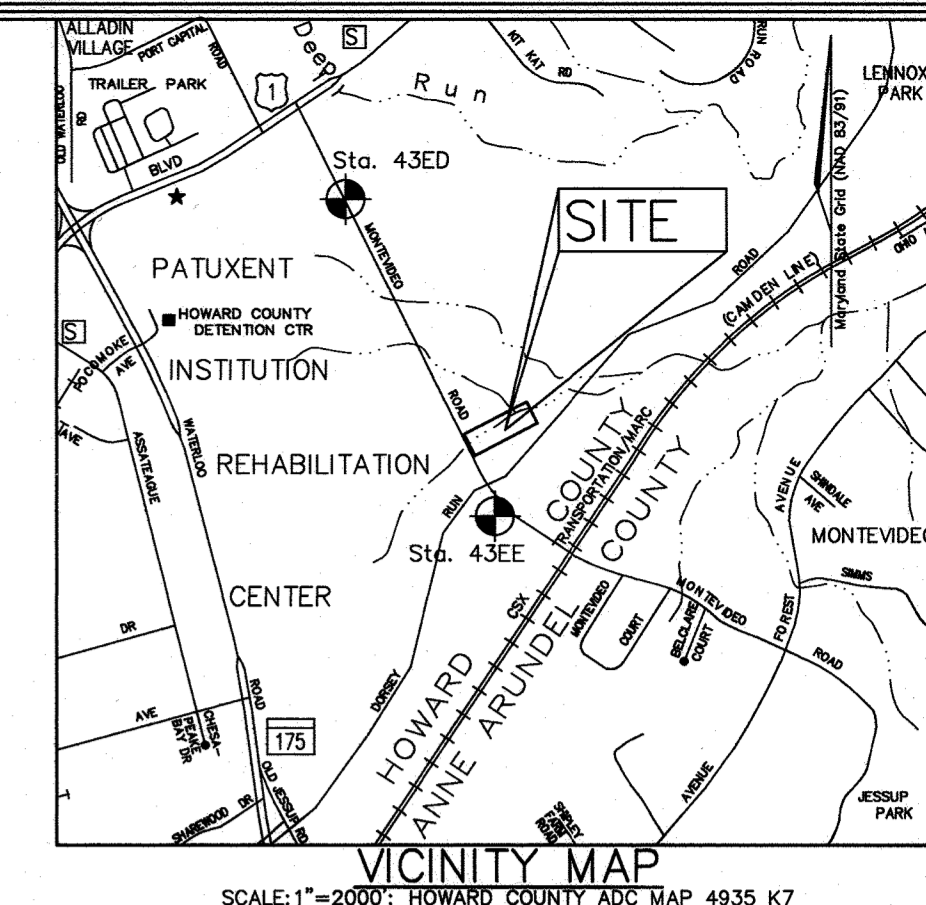 ALLADIN
VILLAGE
PORT CAPITAL
ROAD
Deep
S
KIT KAT RD
RUN ROAD
LENNOX
PARK
TRAILER PARK
1
Run
OLD WATERLOO
RD
BLVD
Sta. 43ED
Maryland State Grid (NAD 83/91)
SITE
MONTEVIDEO
ROAD
PATUXENT
(CAMDEN LINE)
OHIO
HOWARD COUNTY
DETENTION CTR
S
POCOMOKE
AVE
INSTITUTION
ROAD
TAVE
ASSATEAGUE
WATERLOO
REHABILITATION
COUNTY
TRANSPORTATION/MARC
COUNTY
AVENUE
SHINDALE
AVE
RUN
MONTEVIDEO
Sta. 43EE
CENTER
CSX
MONTEVIDEO
COURT
MONTEVIDEO
BELCLARE
COURT
FOREST
SIMMS
DR
ROAD
HOWARD
ANNE ARUNDEL
DORSEY
ROAD
AVE
CHESA-
PEAKE
BAY DR
175
OLD JESSUP RD
AVENUE
SHAREWOOD DR
SHIPLEY
FARM
ROAD
JESSUP
PARK
VICINITY MAP
SCALE: 1"=2000'; HOWARD COUNTY ADC MAP 4935 K7